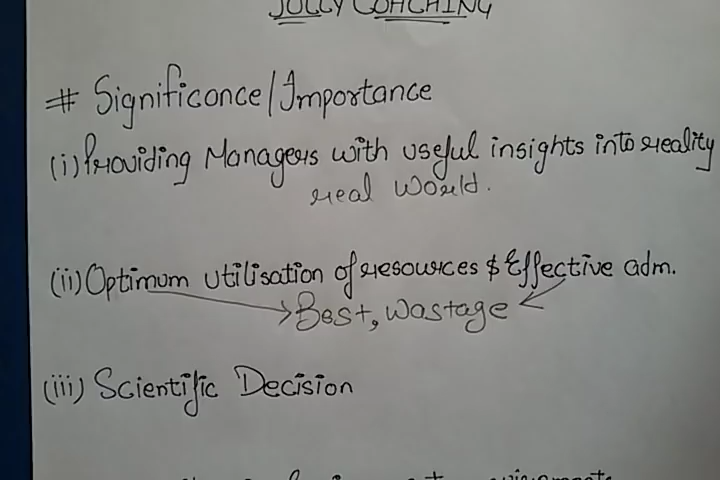 JOLLY COACHING
# Significance/Importance
(i) Providing Managers with useful insights into reality
real World.
(ii) Optimum utilisation of resources & Effective adm.
Best, Wastage
(iii) Scientific Decision